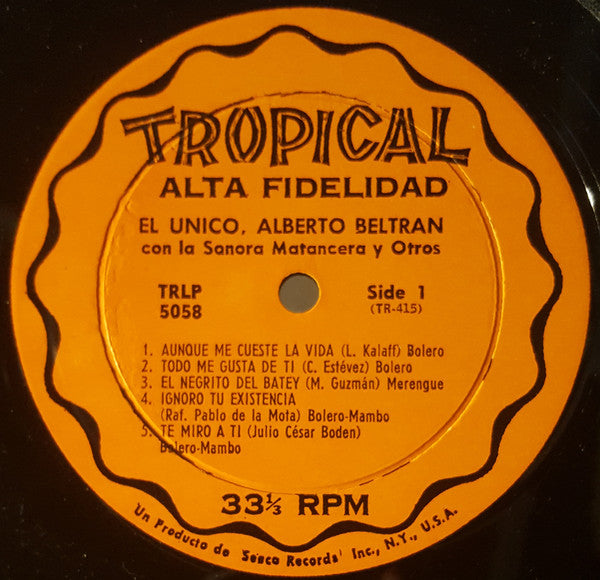 TROPICAL
ALTA FIDELIDAD
EL UNICO, ALBERTO BELTRAN
con la Sonora Matancera y Otros
TRLP Side 1
5058 (TR-415)
1. AUNQUE ME CUESTE LA VIDA (L. Kalaff) Bolero
2. TODO ME GUSTA DE TI (C. Estévez) Bolero
3. EL NEGRITO DEL BATEY (M. Guzmán) Merengue
4. IGNORO TU EXISTENCIA
(Raf. Pablo de la Mota) Bolero-Mambo
5. TE MIRO A TI (Julio César Boden)
Bolero-Mambo
33⅓ RPM
Un Producto de 'Seeco Records' Inc., N.Y., U.S.A.